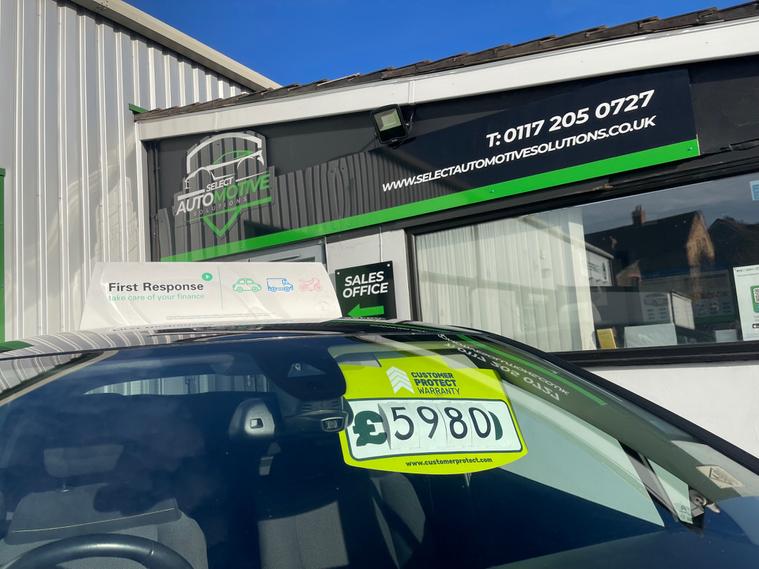 T: 0117 205 0727
WWW.SELECTAUTOMOTIVESOLUTIONS.CO.UK
SELECT
AUTOMOTIVE
SOLUTIONS
First Response
take care of your finance
SALES
OFFICE
CUSTOMER
PROTECT
WARRANTY
£5980
www.customerprotect.com